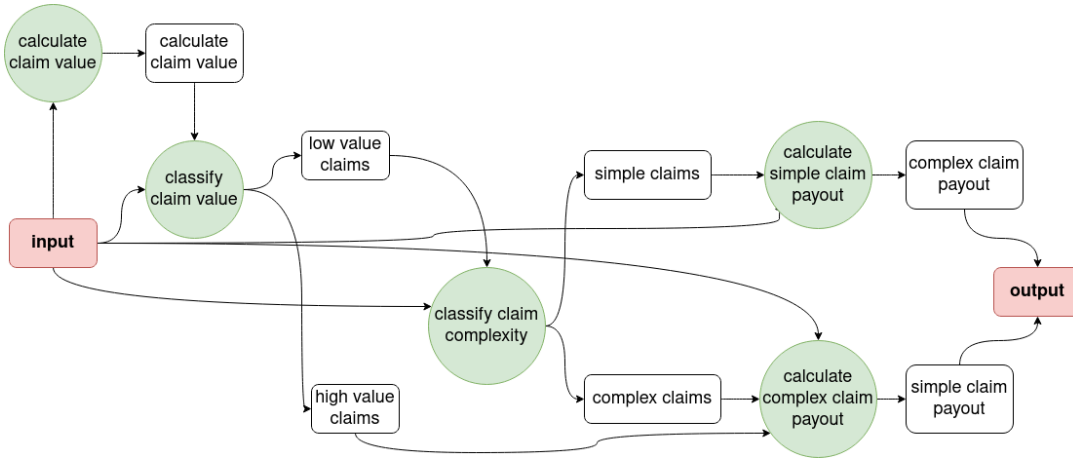 calculate
claim value
calculate
claim value
classify
claim value
low value
claims
input
simple claims
calculate
simple claim
payout
complex claim
payout
output
classify claim
complexity
high value
claims
complex claims
calculate
complex claim
payout
simple claim
payout